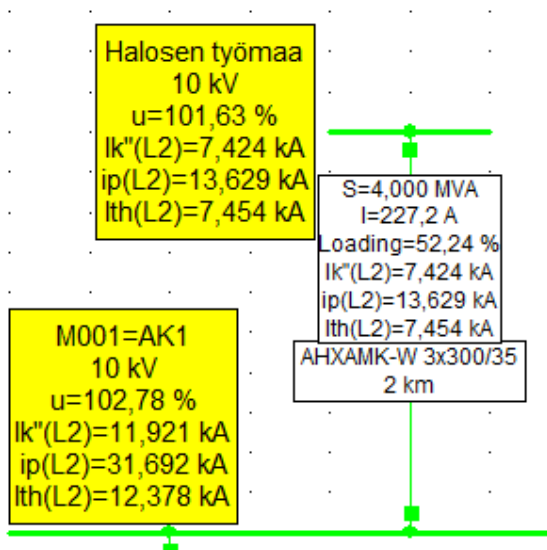 Halosen työmaa
10 kV
u=101,63 %
Ik"(L2)=7,424 kA
ip(L2)=13,629 kA
Ith(L2)=7,454 kA
S=4,000 MVA
I=227,2 A
Loading=52,24 %
Ik"(L2)=7,424 kA
ip(L2)=13,629 kA
Ith(L2)=7,454 kA
AHXAMK-W 3x300/35
2 km
M001=AK1
10 kV
u=102,78 %
Ik"(L2)=11,921 kA
ip(L2)=31,692 kA
Ith(L2)=12,378 kA